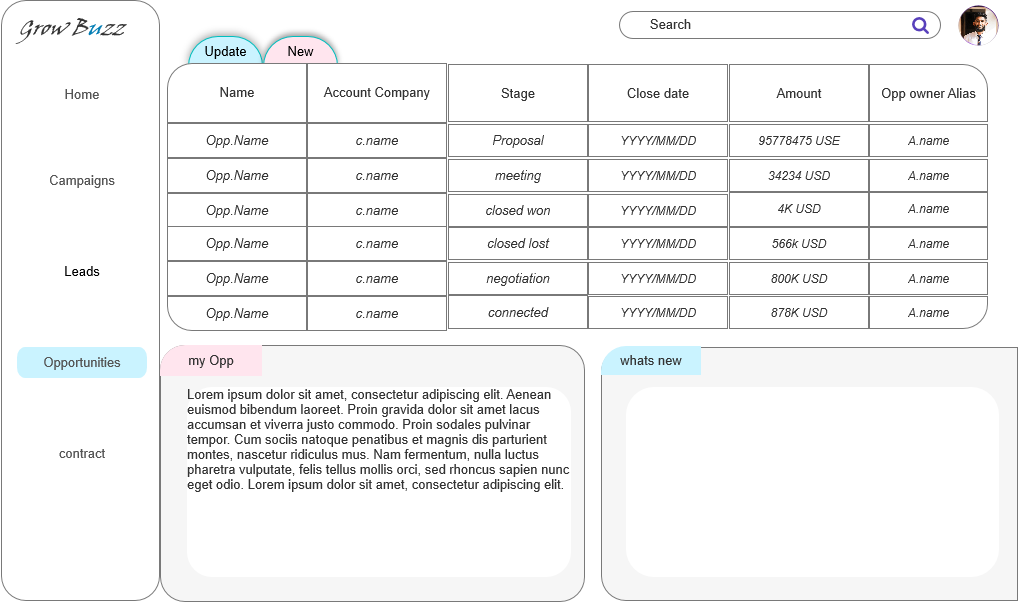 Grow Buzz
Search
Update
New
Home
Campaigns
Leads
Opportunities
contract
Name Account Company Stage Close date Amount Opp owner Alias
Opp.Name c.name Proposal YYYY/MM/DD 95778475 USE A.name
Opp.Name c.name meeting YYYY/MM/DD 34234 USD A.name
Opp.Name c.name closed won YYYY/MM/DD 4K USD A.name
Opp.Name c.name closed lost YYYY/MM/DD 566k USD A.name
Opp.Name c.name negotiation YYYY/MM/DD 800K USD A.name
Opp.Name c.name connected YYYY/MM/DD 878K USD A.name
my Opp
Lorem ipsum dolor sit amet, consectetur adipiscing elit. Aenean
euismod bibendum laoreet. Proin gravida dolor sit amet lacus
accumsan et viverra justo commodo. Proin sodales pulvinar
tempor. Cum sociis natoque penatibus et magnis dis parturient
montes, nascetur ridiculus mus. Nam fermentum, nulla luctus
pharetra vulputate, felis tellus mollis orci, sed rhoncus sapien nunc
eget odio. Lorem ipsum dolor sit amet, consectetur adipiscing elit.
whats new